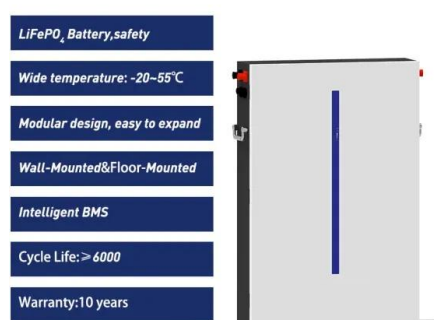 LiFePO₄ Battery,safety
Wide temperature: -20~55℃
Modular design, easy to expand
Wall-Mounted&Floor-Mounted
Intelligent BMS
Cycle Life:≥6000
Warranty:10 years